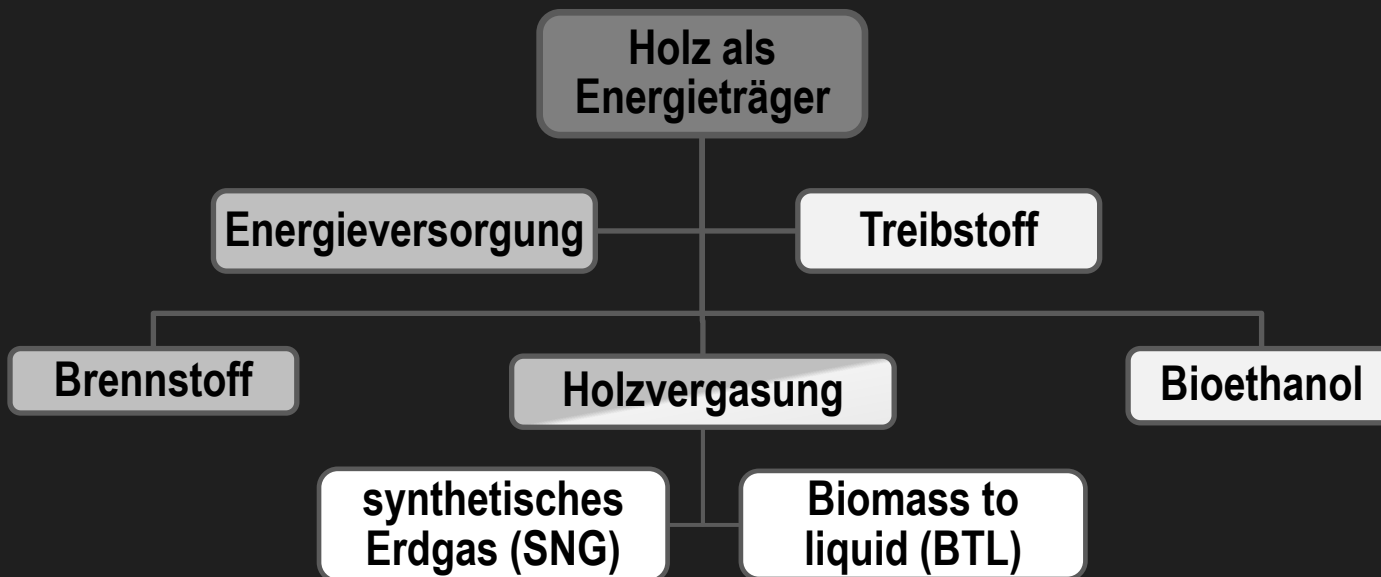 Holz als
Energieträger
Energieversorgung
Treibstoff
Brennstoff
Holzvergasung
Bioethanol
synthetisches
Erdgas (SNG)
Biomass to
liquid (BTL)